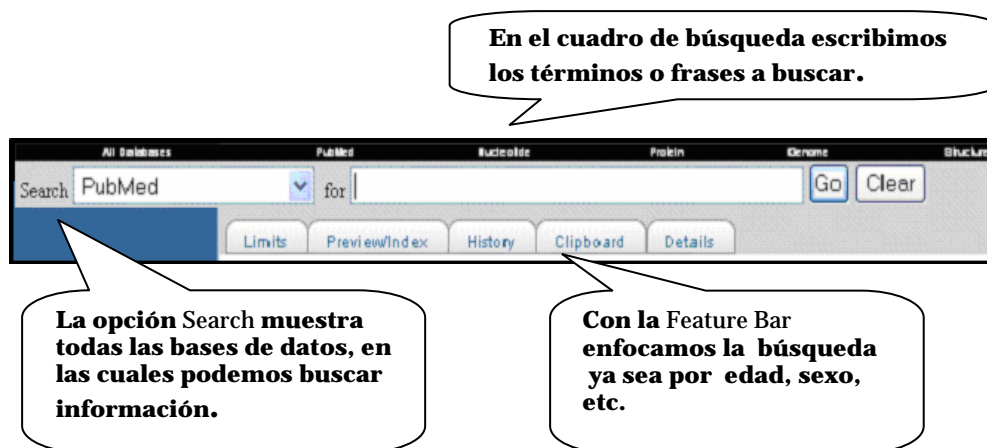 En el cuadro de búsqueda escribimos
los términos o frases a buscar.
All Databases PubMed Nucleotide Protein Genome Structure
Search PubMed for Go Clear
Limits Preview/Index History Clipboard Details
La opción Search muestra
todas las bases de datos, en
las cuales podemos buscar
información.
Con la Feature Bar
enfocamos la búsqueda
ya sea por edad, sexo,
etc.